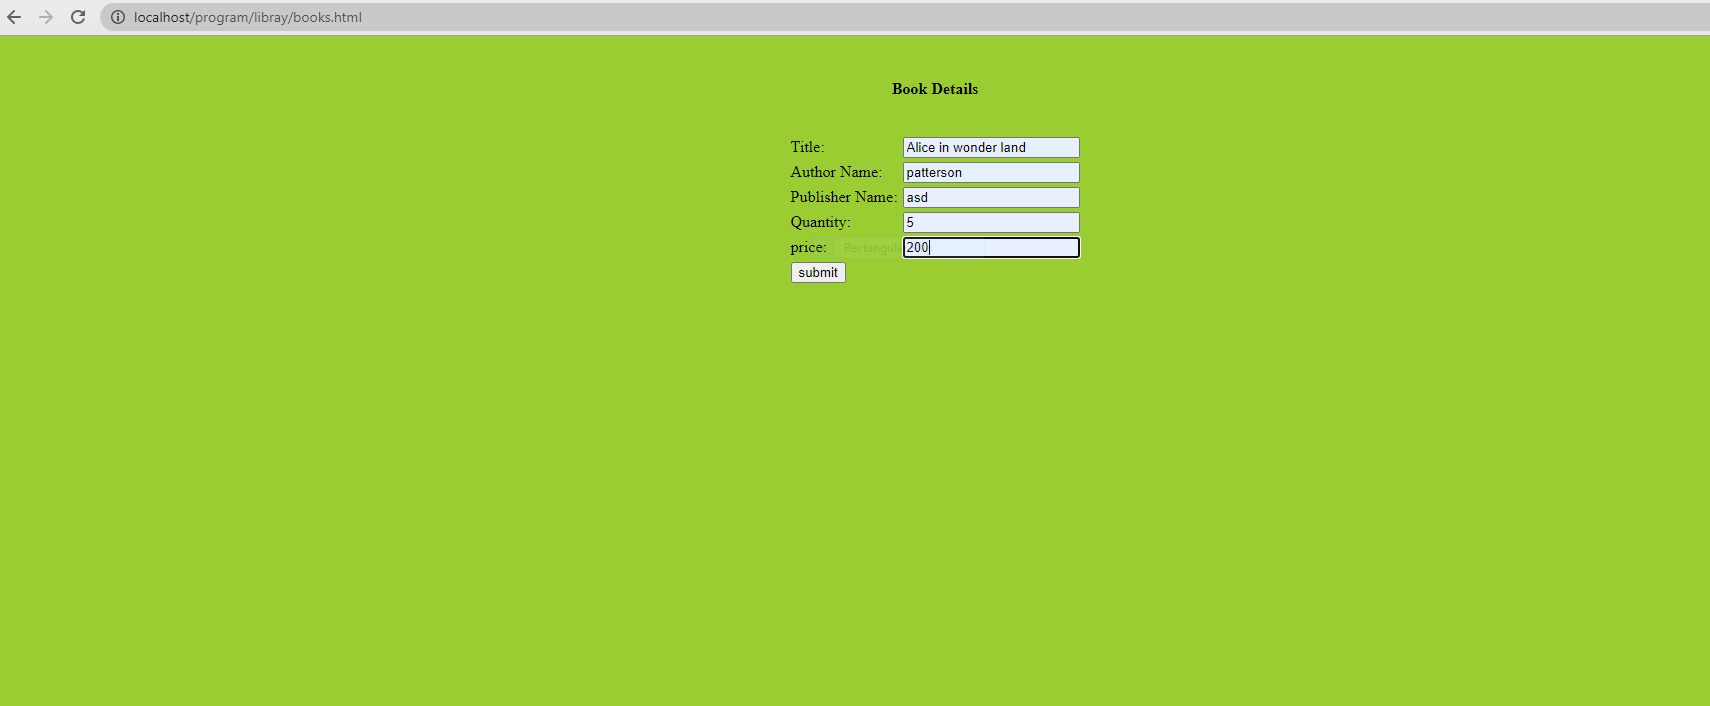 localhost/program/libray/books.html
Book Details
Title: Alice in wonder land
Author Name: patterson
Publisher Name: asd
Quantity: 5
price: Rectangula 200
submit